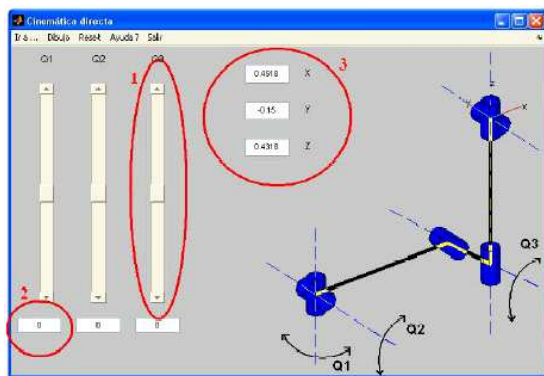 Cinemática directa
Ir a ... Dibujo Reset Ayuda ? Salir
Q1 Q2 Q3
1
3
0.4518 X
-0.15 Y
0.4318 Z
2
0 0 0
Z
Y
X
Q3
Q2
Q1